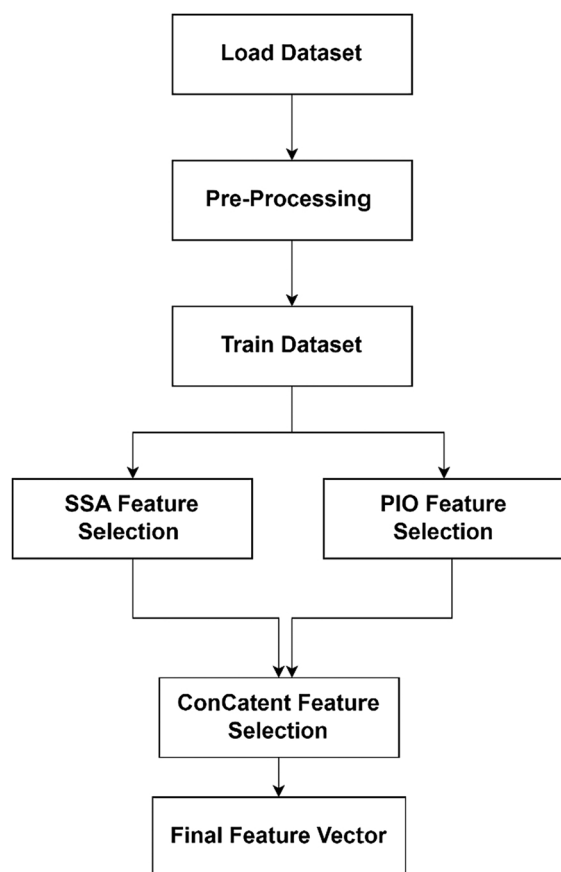 Load Dataset
Pre-Processing
Train Dataset
SSA Feature
Selection
PIO Feature
Selection
ConCatent Feature
Selection
Final Feature Vector